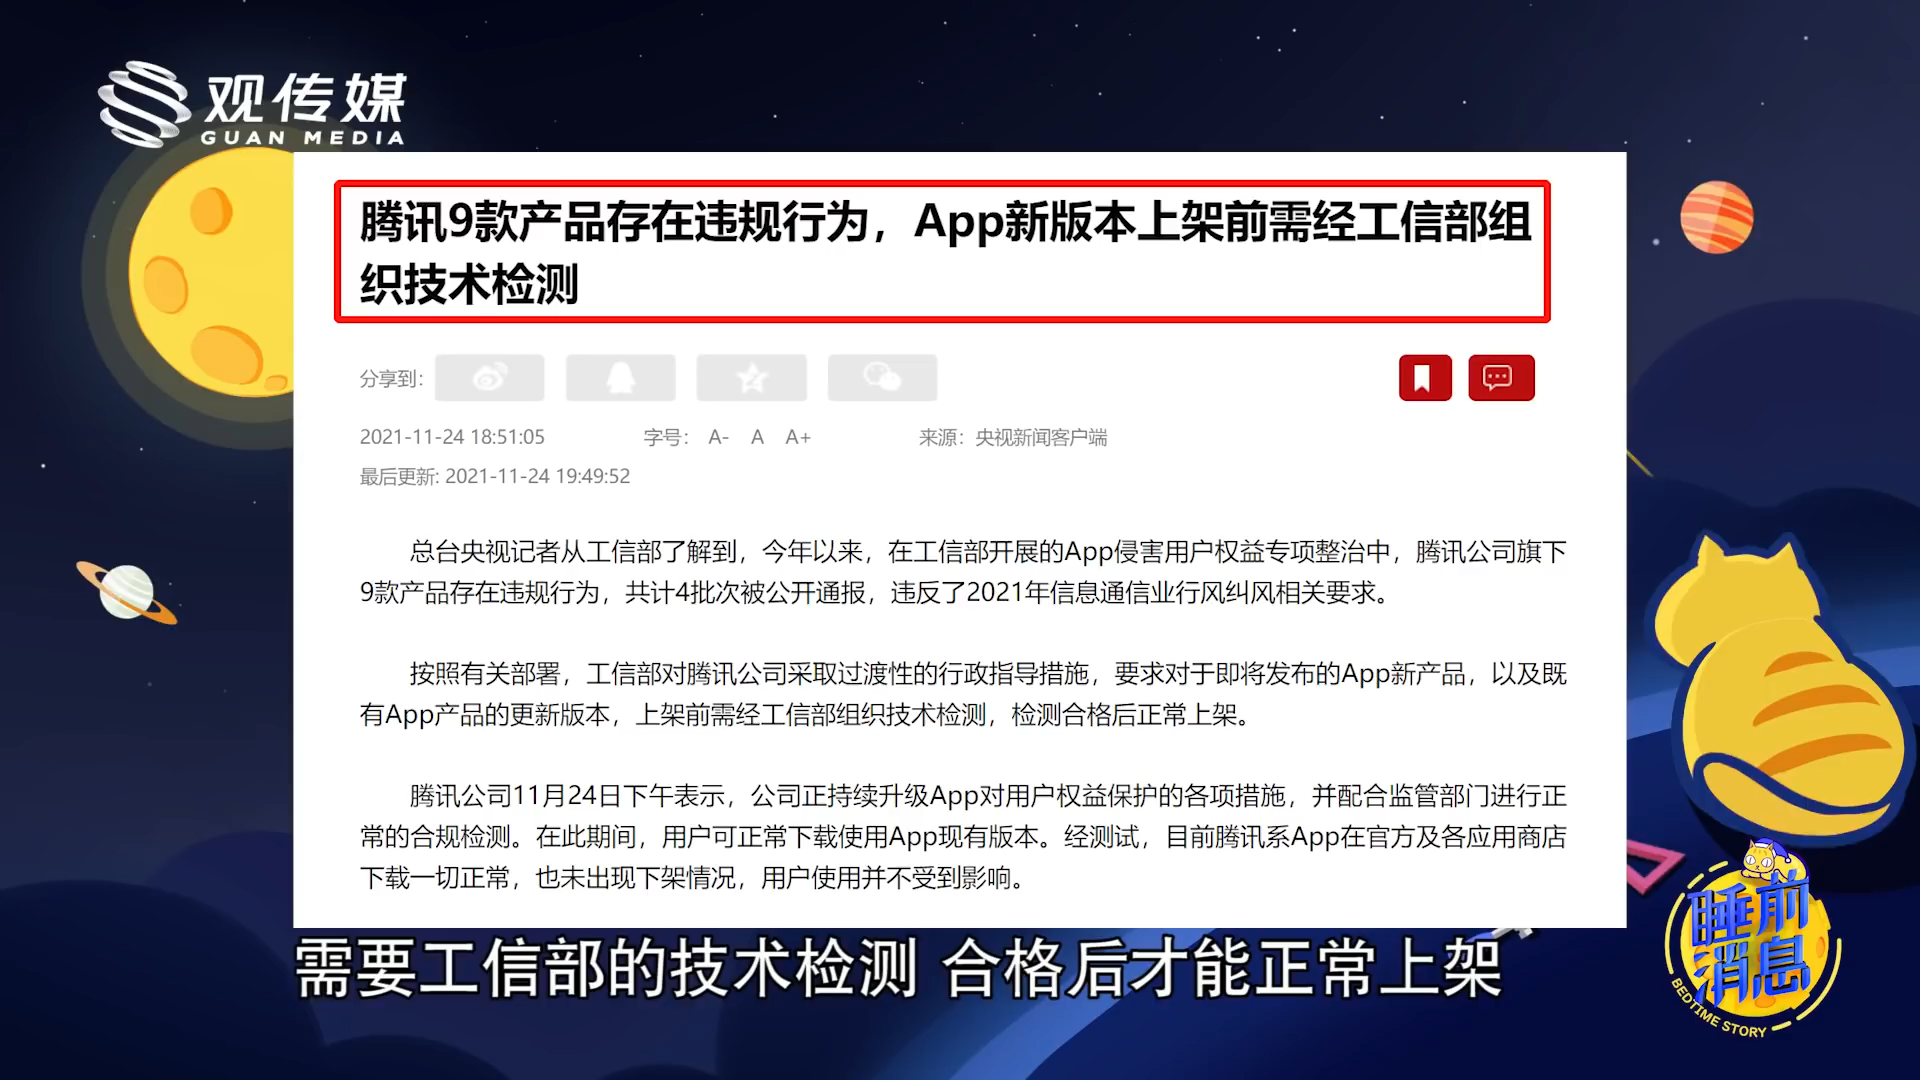 观传媒
GUAN MEDIA
腾讯9款产品存在违规行为，App新版本上架前需经工信部组
织技术检测
分享到：
2021-11-24 18:51:05 字号： A- A A+ 来源：央视新闻客户端
最后更新: 2021-11-24 19:49:52
总台央视记者从工信部了解到，今年以来，在工信部开展的App侵害用户权益专项整治中，腾讯公司旗下
9款产品存在违规行为，共计4批次被公开通报，违反了2021年信息通信业行风纠风相关要求。
按照有关部署，工信部对腾讯公司采取过渡性的行政指导措施，要求对于即将发布的App新产品，以及既
有App产品的更新版本，上架前需经工信部组织技术检测，检测合格后正常上架。
腾讯公司11月24日下午表示，公司正持续升级App对用户权益保护的各项措施，并配合监管部门进行正
常的合规检测。在此期间，用户可正常下载使用App现有版本。经测试，目前腾讯系App在官方及各应用商店
下载一切正常，也未出现下架情况，用户使用并不受到影响。
需要工信部的技术检测 合格后才能正常上架
睡前
消息
BEDTIME STORY